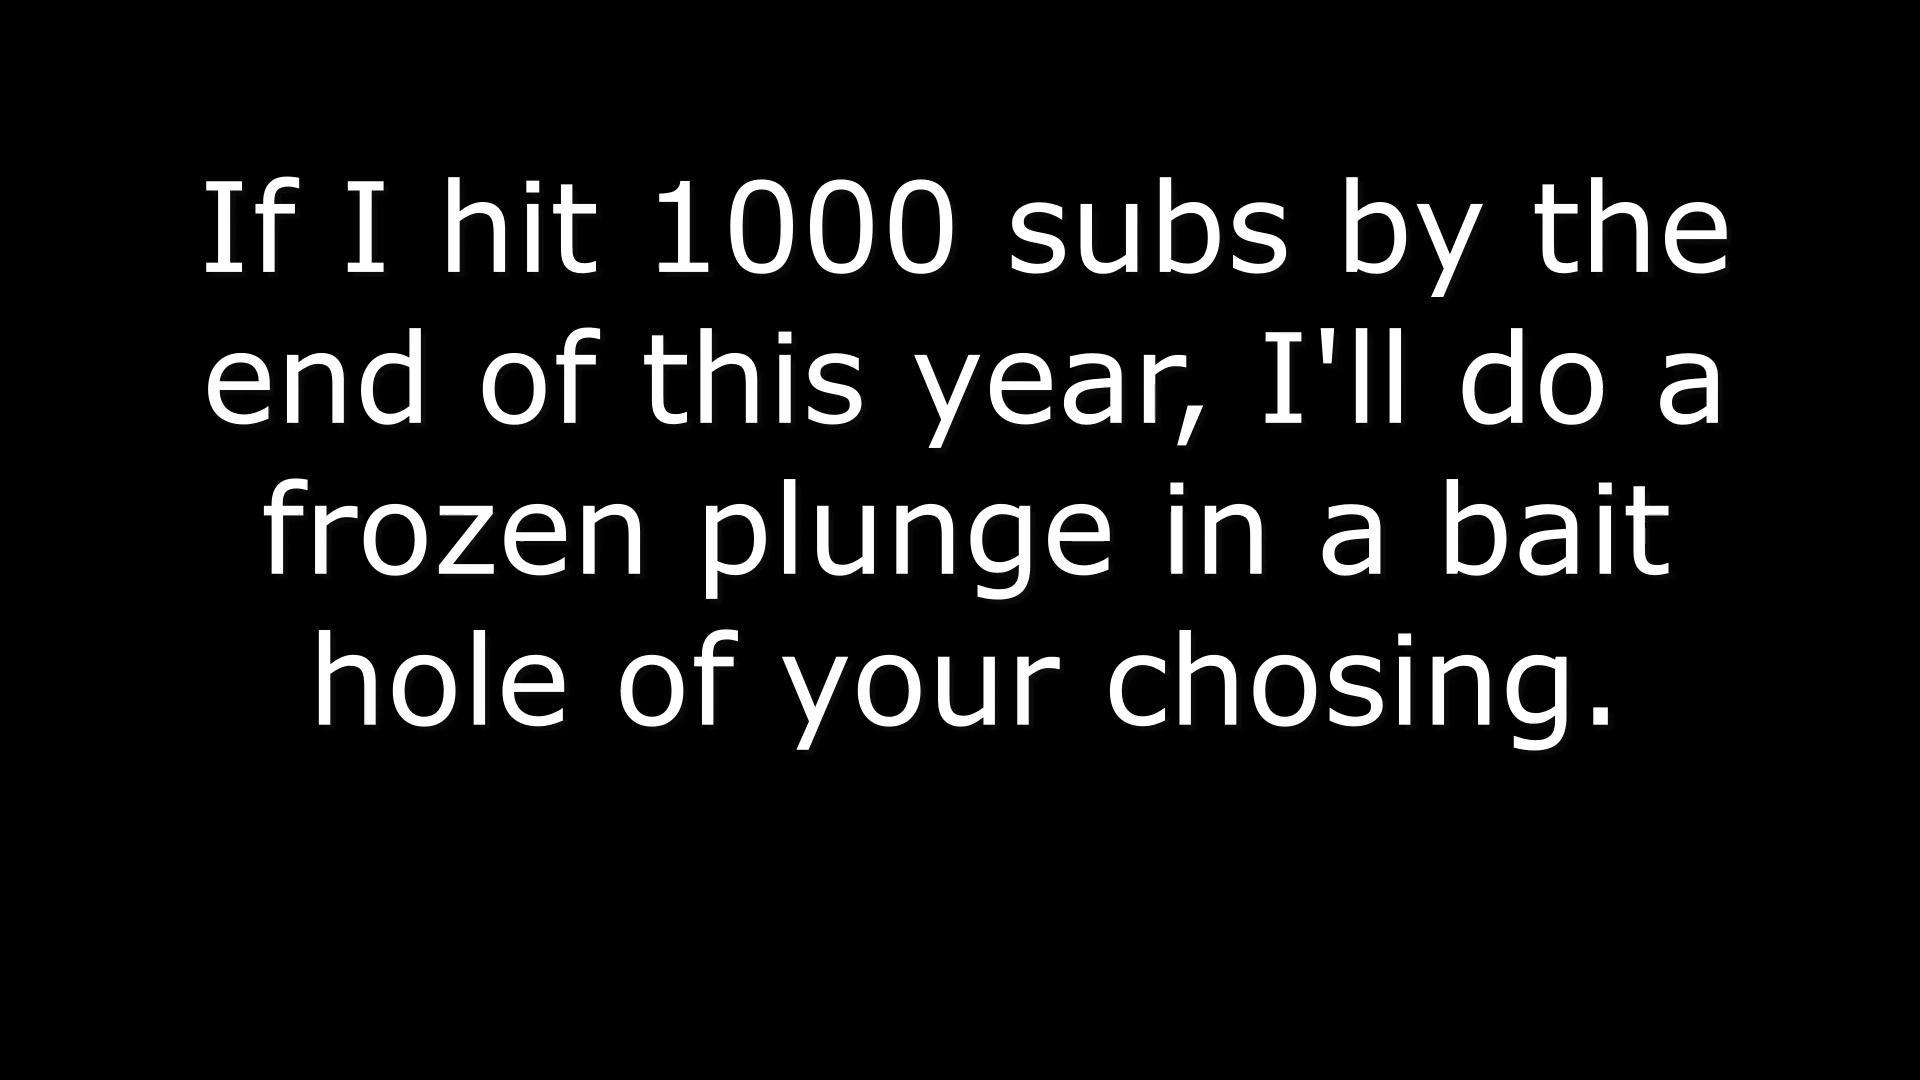 If I hit 1000 subs by the
end of this year, I'll do a
frozen plunge in a bait
hole of your chosing.